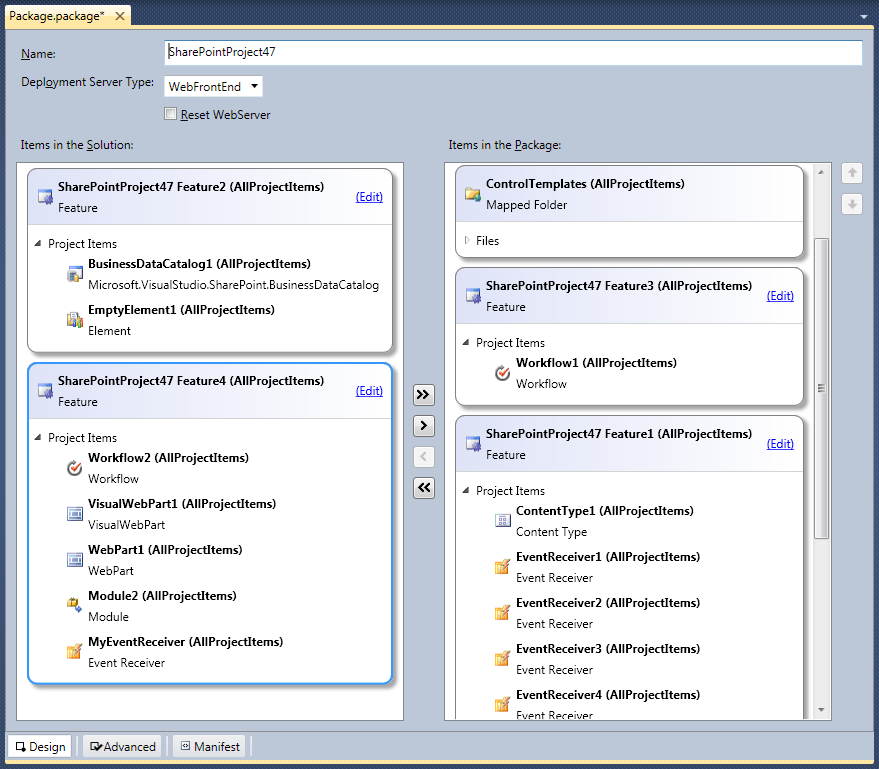 Package.package*
Name:
SharePointProject47
Deployment Server Type:
WebFrontEnd
Reset WebServer
Items in the Solution:
SharePointProject47 Feature2 (AllProjectItems)
(Edit)
Feature
Project Items
BusinessDataCatalog1 (AllProjectItems)
Microsoft.VisualStudio.SharePoint.BusinessDataCatalog
EmptyElement1 (AllProjectItems)
Element
SharePointProject47 Feature4 (AllProjectItems)
(Edit)
Feature
Project Items
Workflow2 (AllProjectItems)
Workflow
VisualWebPart1 (AllProjectItems)
VisualWebPart
WebPart1 (AllProjectItems)
WebPart
Module2 (AllProjectItems)
Module
MyEventReceiver (AllProjectItems)
Event Receiver
Items in the Package:
ControlTemplates (AllProjectItems)
Mapped Folder
Files
SharePointProject47 Feature3 (AllProjectItems)
(Edit)
Feature
Project Items
Workflow1 (AllProjectItems)
Workflow
SharePointProject47 Feature1 (AllProjectItems)
(Edit)
Feature
Project Items
ContentType1 (AllProjectItems)
Content Type
EventReceiver1 (AllProjectItems)
Event Receiver
EventReceiver2 (AllProjectItems)
Event Receiver
EventReceiver3 (AllProjectItems)
Event Receiver
EventReceiver4 (AllProjectItems)
Event Receiver
Design
Advanced
Manifest